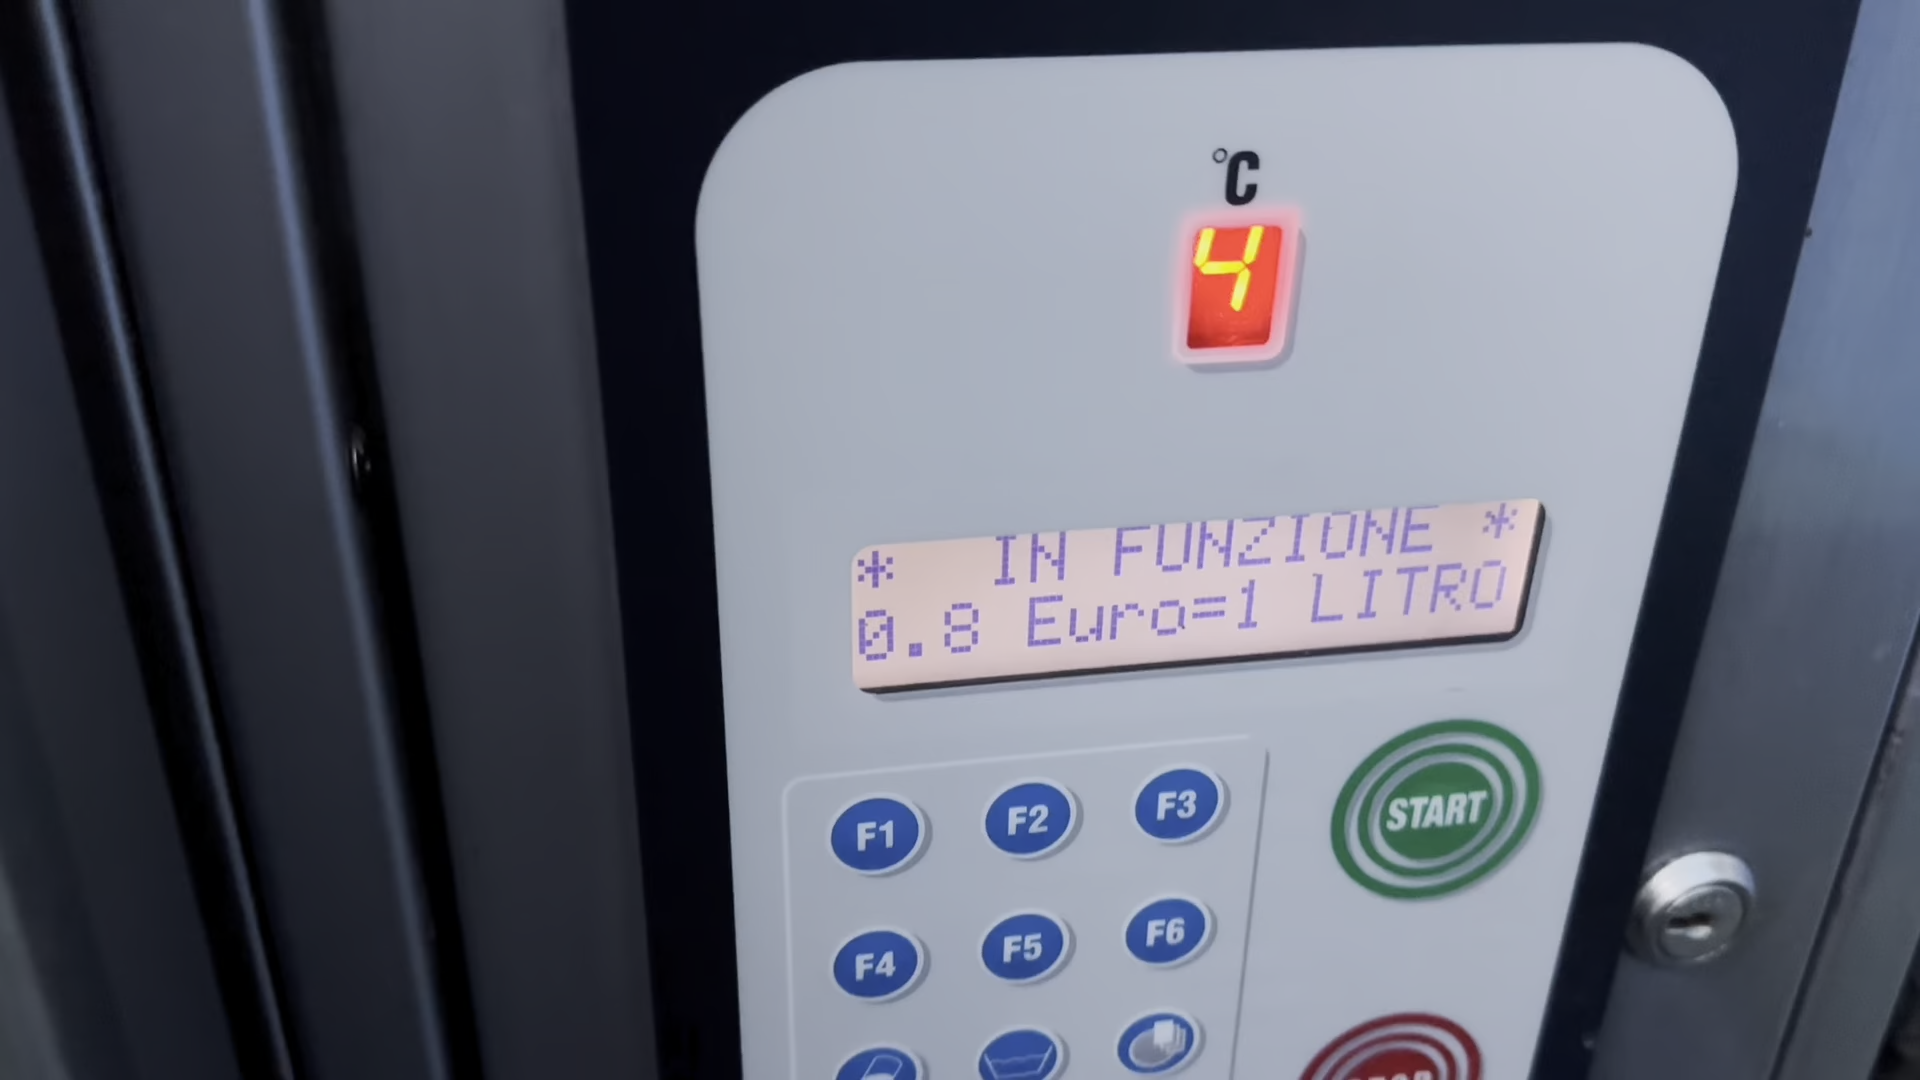 °C
4
* IN FUNZIONE *
0.8 Euro=1 LITRO
F1 F2 F3
START
F4 F5 F6